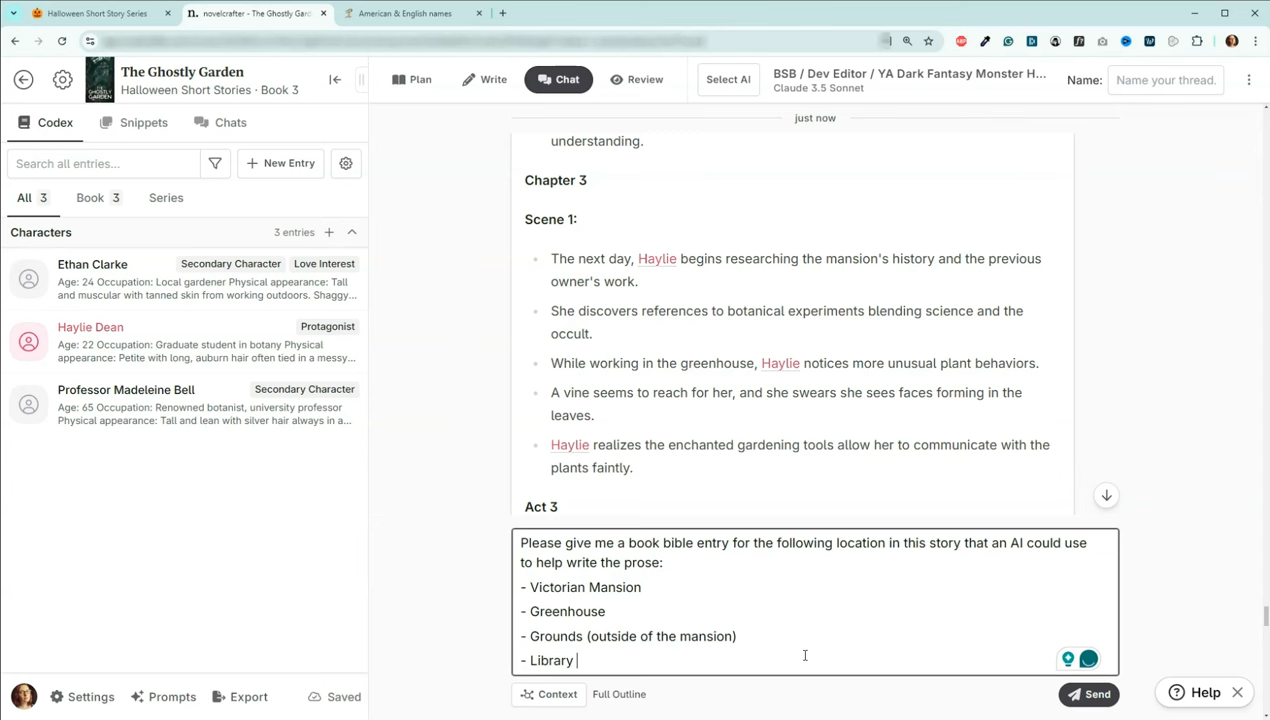 Halloween Short Story Series
novelcrafter - The Ghostly Gard
American & English names
The Ghostly Garden
Halloween Short Stories · Book 3
Plan
Write
Chat
Review
Select AI
BSB / Dev Editor / YA Dark Fantasy Monster H...
Claude 3.5 Sonnet
Name:
Name your thread.
Codex
Snippets
Chats
Search all entries...
New Entry
All 3
Book 3
Series
Characters
3 entries
Ethan Clarke
Secondary Character
Love Interest
Age: 24 Occupation: Local gardener Physical appearance: Tall
and muscular with tanned skin from working outdoors. Shaggy...
Haylie Dean
Protagonist
Age: 22 Occupation: Graduate student in botany Physical
appearance: Petite with long, auburn hair often tied in a messy...
Professor Madeleine Bell
Secondary Character
Age: 65 Occupation: Renowned botanist, university professor
Physical appearance: Tall and lean with silver hair always in a...
Settings
Prompts
Export
Saved
just now
understanding.
Chapter 3
Scene 1:
The next day, Haylie begins researching the mansion's history and the previous
owner's work.
She discovers references to botanical experiments blending science and the
occult.
While working in the greenhouse, Haylie notices more unusual plant behaviors.
A vine seems to reach for her, and she swears she sees faces forming in the
leaves.
Haylie realizes the enchanted gardening tools allow her to communicate with the
plants faintly.
Act 3
Please give me a book bible entry for the following location in this story that an AI could use
to help write the prose:
- Victorian Mansion
- Greenhouse
- Grounds (outside of the mansion)
- Library
Context
Full Outline
Send
Help